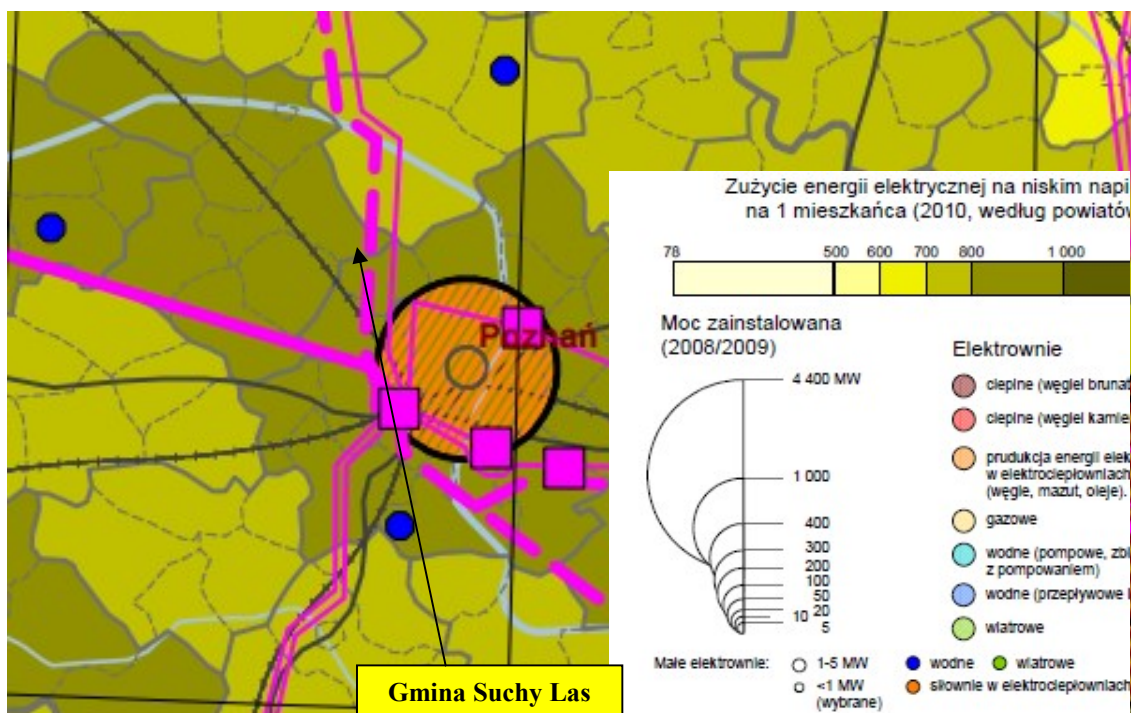 Poznań
Gmina Suchy Las
Zużycie energii elektrycznej na niskim napi
na 1 mieszkańca (2010, według powiatów
78 500 600 700 800 1 000
Moc zainstalowana
(2008/2009)
4 400 MW
1 000
400
300
200
100
50
20
10
5
Elektrownie
cieplne (węgiel brunat
cieplne (węgiel kamie
prudukcja energii elek
w elektrociepłowniach
(węgle, mazut, oleje).
gazowe
wodne (pompowe, zbi
z pompowaniem)
wodne (przepływowe i
wiatrowe
Małe elektrownie: 1-5 MW
<1 MW
(wybrane)
wodne wiatrowe
siłownie w elektrociepłowniach